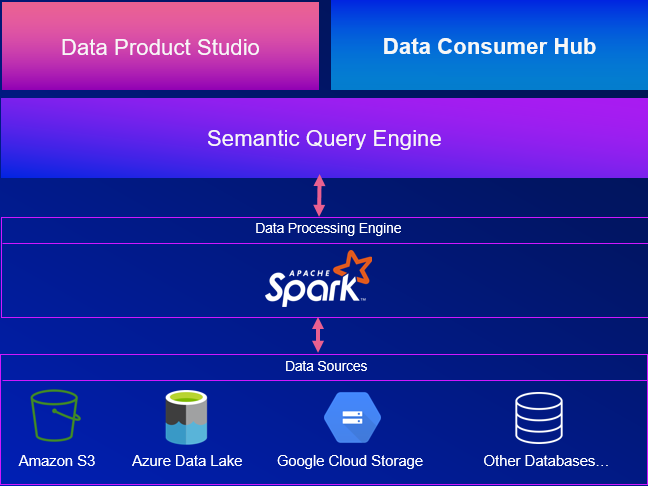 Data Product Studio
Data Consumer Hub
Semantic Query Engine
Data Processing Engine
APACHE
Spark™
Data Sources
Amazon S3
Azure Data Lake
Google Cloud Storage
Other Databases...